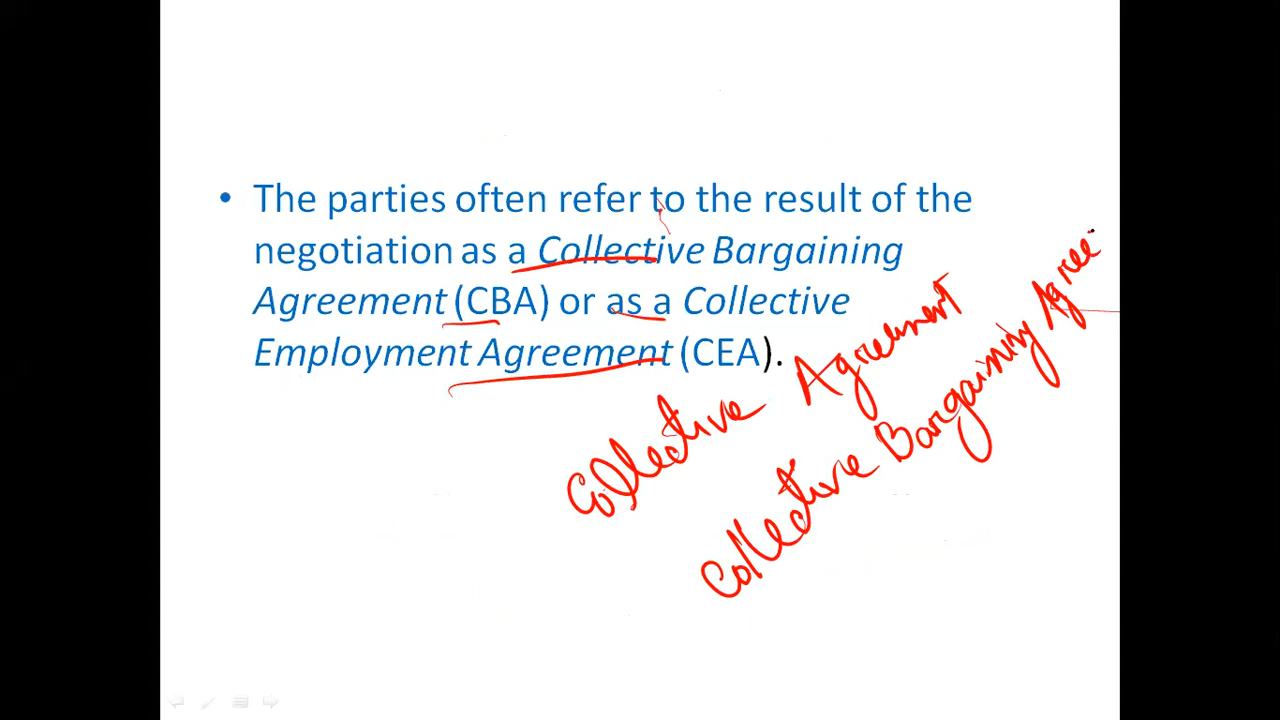 • The parties often refer to the result of the
negotiation as a Collective Bargaining
Agreement (CBA) or as a Collective
Employment Agreement (CEA).
Collective Agreement
Collective Bargaining Agree